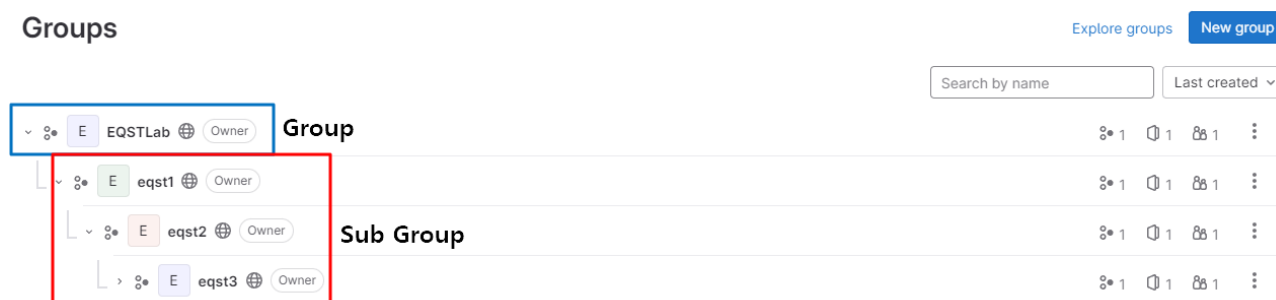 Groups
Explore groups New group
Search by name Last created
E EQSTLab Owner Group 1 1 1
E eqst1 Owner 1 1 1
E eqst2 Owner Sub Group 1 1 1
E eqst3 Owner 1 1 1